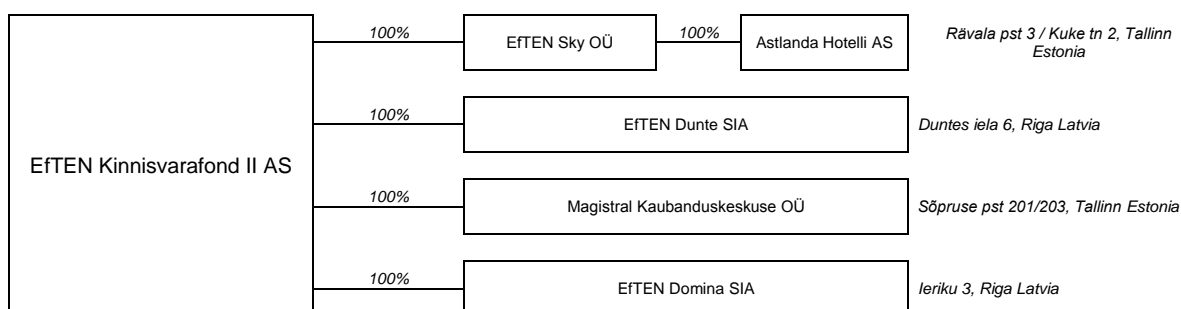 100%
EfTEN Sky OÜ
100%
Astlanda Hotelli AS
Rävala pst 3 / Kuke tn 2, Tallinn
Estonia
100%
EfTEN Dunte SIA
Duntes iela 6, Riga Latvia
EfTEN Kinnisvarafond II AS
100%
Magistral Kaubanduskeskuse OÜ
Sõpruse pst 201/203, Tallinn Estonia
100%
EfTEN Domina SIA
Ieriku 3, Riga Latvia